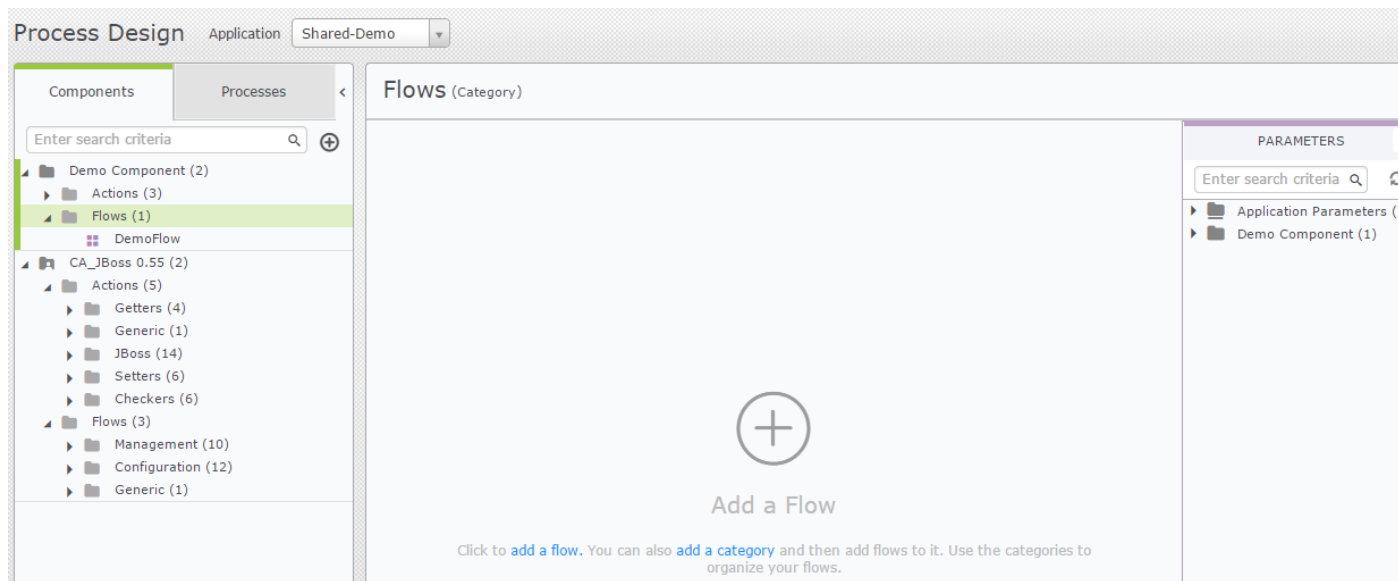 Process Design Application Shared-Demo
Components Processes
Enter search criteria
Demo Component (2)
Actions (3)
Flows (1)
DemoFlow
CA_JBoss 0.55 (2)
Actions (5)
Getters (4)
Generic (1)
JBoss (14)
Setters (6)
Checkers (6)
Flows (3)
Management (10)
Configuration (12)
Generic (1)
Flows (Category)
Add a Flow
Click to add a flow. You can also add a category and then add flows to it. Use the categories to
organize your flows.
PARAMETERS
Enter search criteria
Application Parameters (
Demo Component (1)